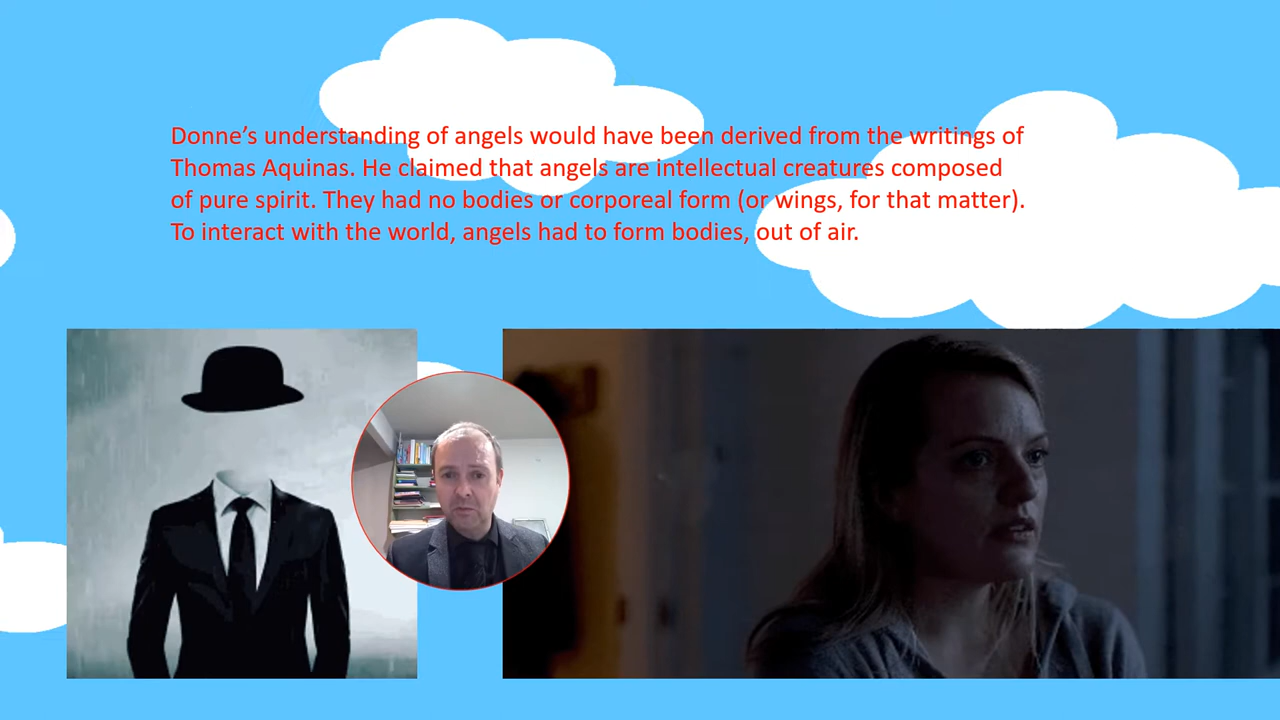 Donne’s understanding of angels would have been derived from the writings of
Thomas Aquinas. He claimed that angels are intellectual creatures composed
of pure spirit. They had no bodies or corporeal form (or wings, for that matter).
To interact with the world, angels had to form bodies, out of air.